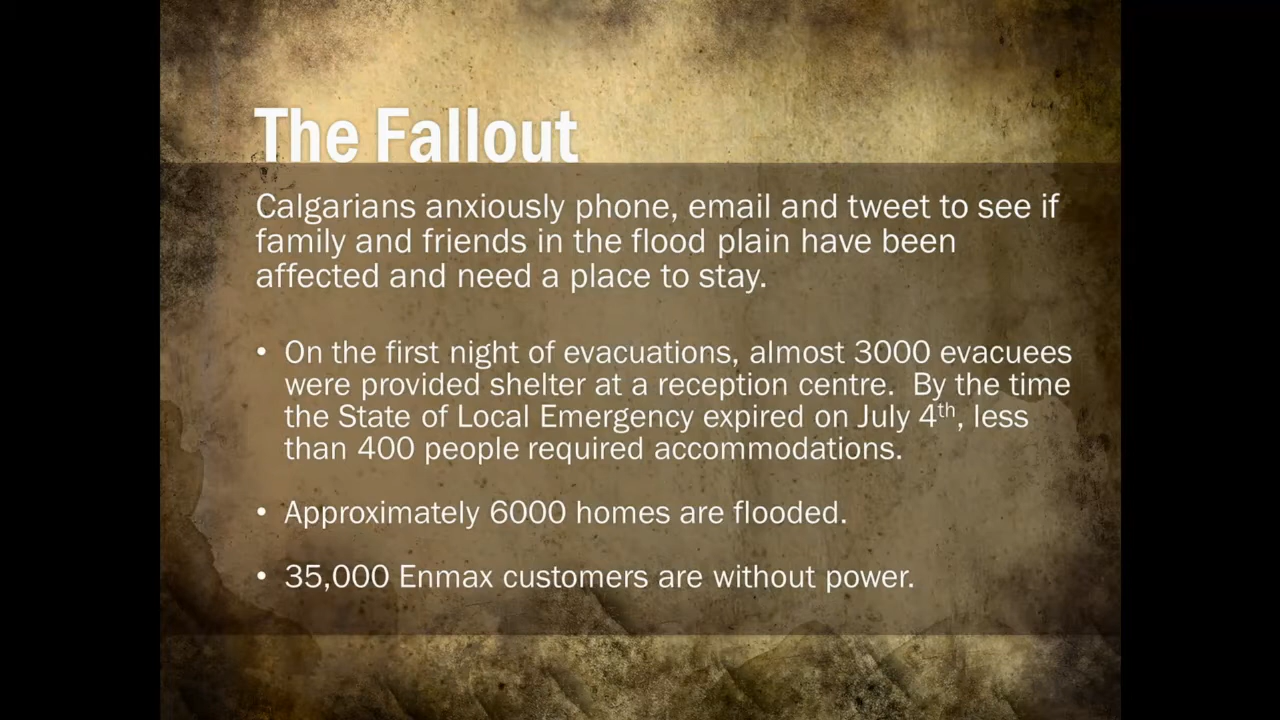 The Fallout
Calgarians anxiously phone, email and tweet to see if
family and friends in the flood plain have been
affected and need a place to stay.
• On the first night of evacuations, almost 3000 evacuees
were provided shelter at a reception centre.  By the time
the State of Local Emergency expired on July 4th, less
than 400 people required accommodations.
• Approximately 6000 homes are flooded.
• 35,000 Enmax customers are without power.